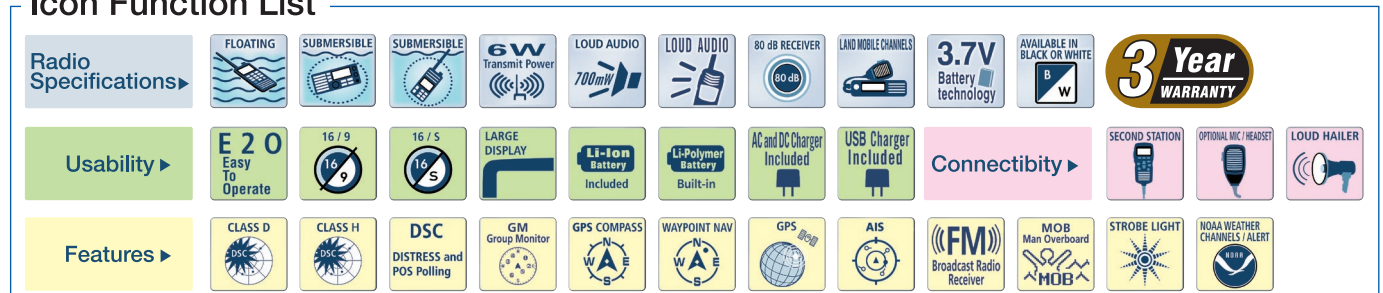 Icon Function List
Radio
Specifications
FLOATING
SUBMERSIBLE
SUBMERSIBLE
6W
Transmit Power
LOUD AUDIO
700mW
LOUD AUDIO
80 dB RECEIVER
80 dB
LAND MOBILE CHANNELS
3.7V
Battery
technology
AVAILABLE IN
BLACK OR WHITE
B
W
3 Year
WARRANTY
Usability
E 2 O
Easy
To
Operate
16 / 9
16
9
16 / S
16
S
LARGE
DISPLAY
Li-Ion
Battery
Included
Li-Polymer
Battery
Built-in
AC and DC Charger
Included
USB Charger
Included
Connectibity
SECOND STATION
OPTIONAL MIC / HEADSET
LOUD HAILER
Features
CLASS D
DSC
CLASS H
DSC
DSC
DISTRESS and
POS Polling
GM
Group Monitor
GPS COMPASS
N
W E
S
WAYPOINT NAV
N
W E
S
GPS
AIS
FM
Broadcast Radio
Receiver
MOB
Man Overboard
MOB
STROBE LIGHT
NOAA WEATHER
CHANNELS / ALERT
NOAA